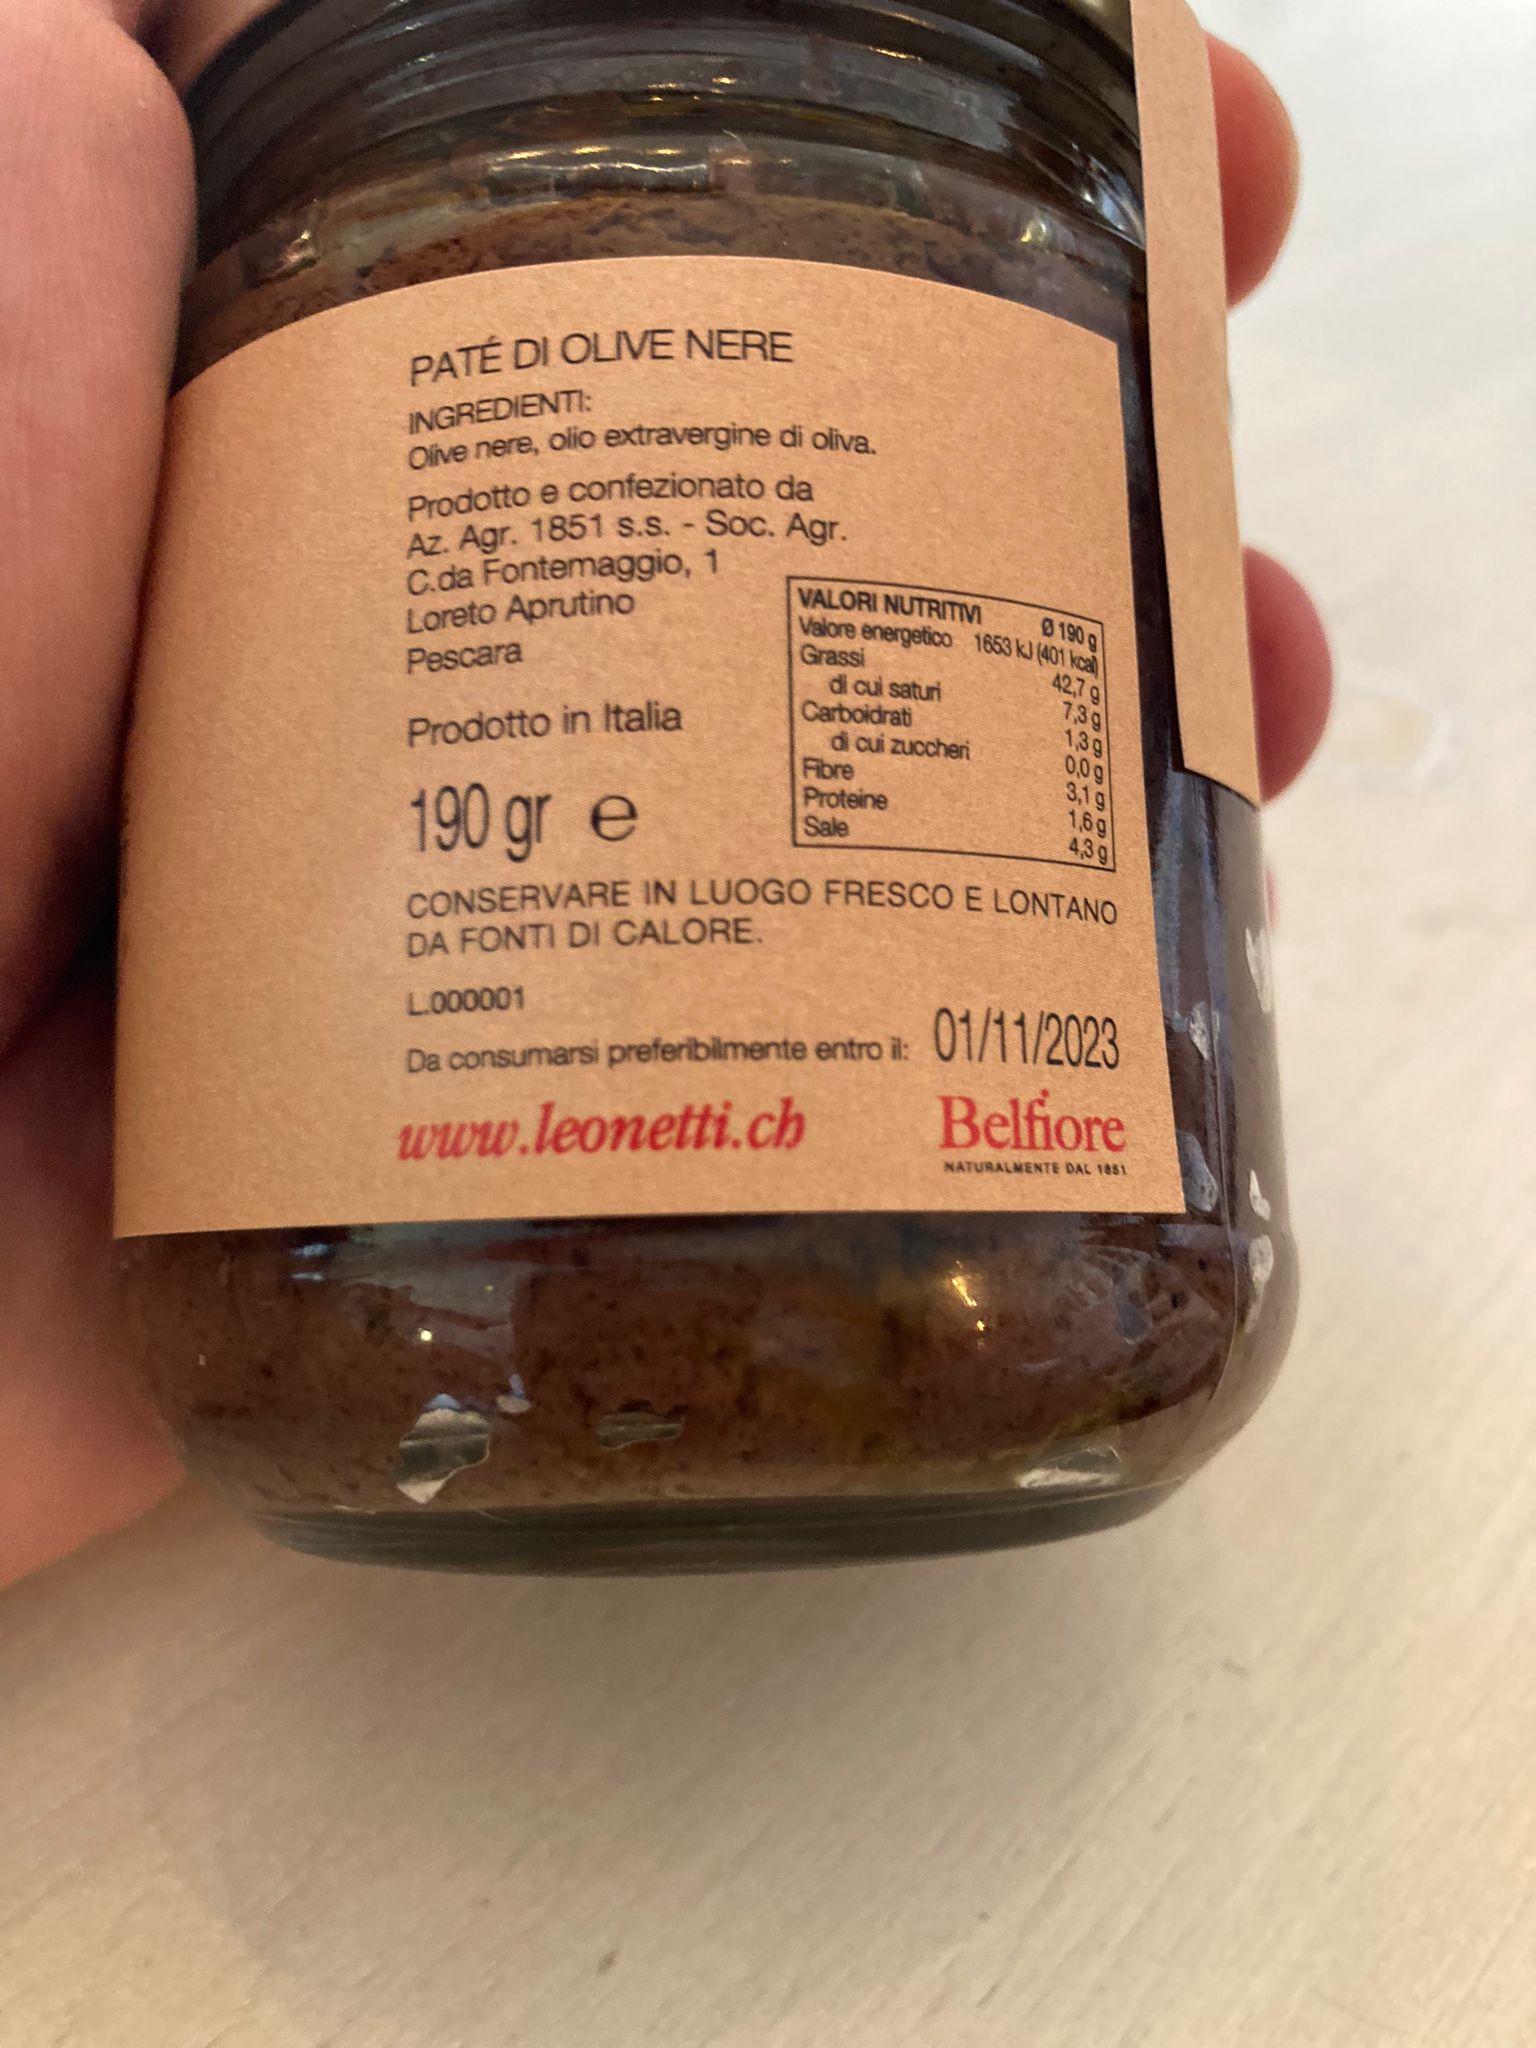 PATÉ DI OLIVE NERE
INGREDIENTI:
Olive nere, olio extravergine di oliva.
Prodotto e confezionato da
Az. Agr. 1851 s.s. - Soc. Agr.
C.da Fontemaggio, 1
Loreto Aprutino
Pescara
Prodotto in Italia
190 gr e
VALORI NUTRITIVI Ø 190 g
Valore energetico 1653 kJ (401 kcal)
Grassi 42,7 g
di cui saturi 7,3 g
Carboidrati 1,3 g
di cui zuccheri 0,0 g
Fibre 3,1 g
Proteine 1,6 g
Sale 4,3 g
CONSERVARE IN LUOGO FRESCO E LONTANO
DA FONTI DI CALORE.
L.000001
Da consumarsi preferibilmente entro il: 01/11/2023
www.leonetti.ch
Belfiore
NATURALMENTE DAL 1851